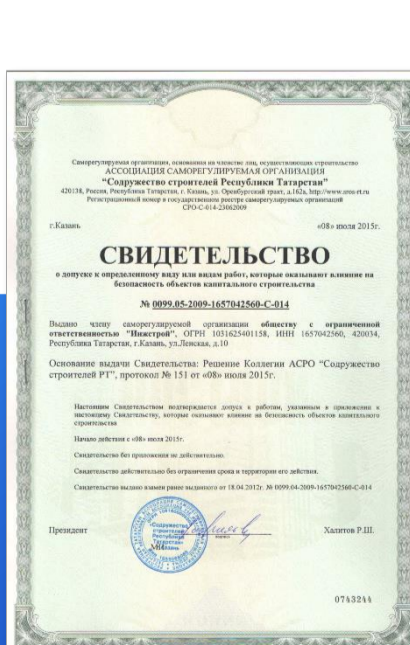 Саморегулируемая организация, основанная на членстве лиц, осуществляющих строительство
АССОЦИАЦИЯ САМОРЕГУЛИРУЕМАЯ ОРГАНИЗАЦИЯ
"Содружество строителей Республики Татарстан"
420138, Россия, Республика Татарстан, г. Казань, ул. Оренбургский тракт, д.162а, http://www.sros-rt.ru
Регистрационный номер в государственном реестре саморегулируемых организаций
СРО-С-014-23062009
г.Казань «08» июля 2015г.
СВИДЕТЕЛЬСТВО
о допуске к определенному виду или видам работ, которые оказывают влияние на
безопасность объектов капитального строительства
№ 0099.05-2009-1657042560-С-014
Выдано члену саморегулируемой организации обществу с ограниченной
ответственностью "Инжстрой", ОГРН 1031625401158, ИНН 1657042560, 420034,
Республика Татарстан, г.Казань, ул.Ленская, д.10
Основание выдачи Свидетельства: Решение Коллегии АСРО "Содружество
строителей РТ", протокол № 151 от «08» июля 2015г.
Настоящим Свидетельством подтверждается допуск к работам, указанным в приложении к
настоящему Свидетельству, которые оказывают влияние на безопасность объектов капитального
строительства
Начало действия с «08» июля 2015г.
Свидетельство без приложения не действительно.
Свидетельство действительно без ограничения срока и территории его действия.
Свидетельство выдано взамен ранее выданного от 18.04.2012г. № 0099.04-2009-1657042560-С-014
Содружество
строителей
Республики
Татарстан
Президент Халитов Р.Ш.
0743244